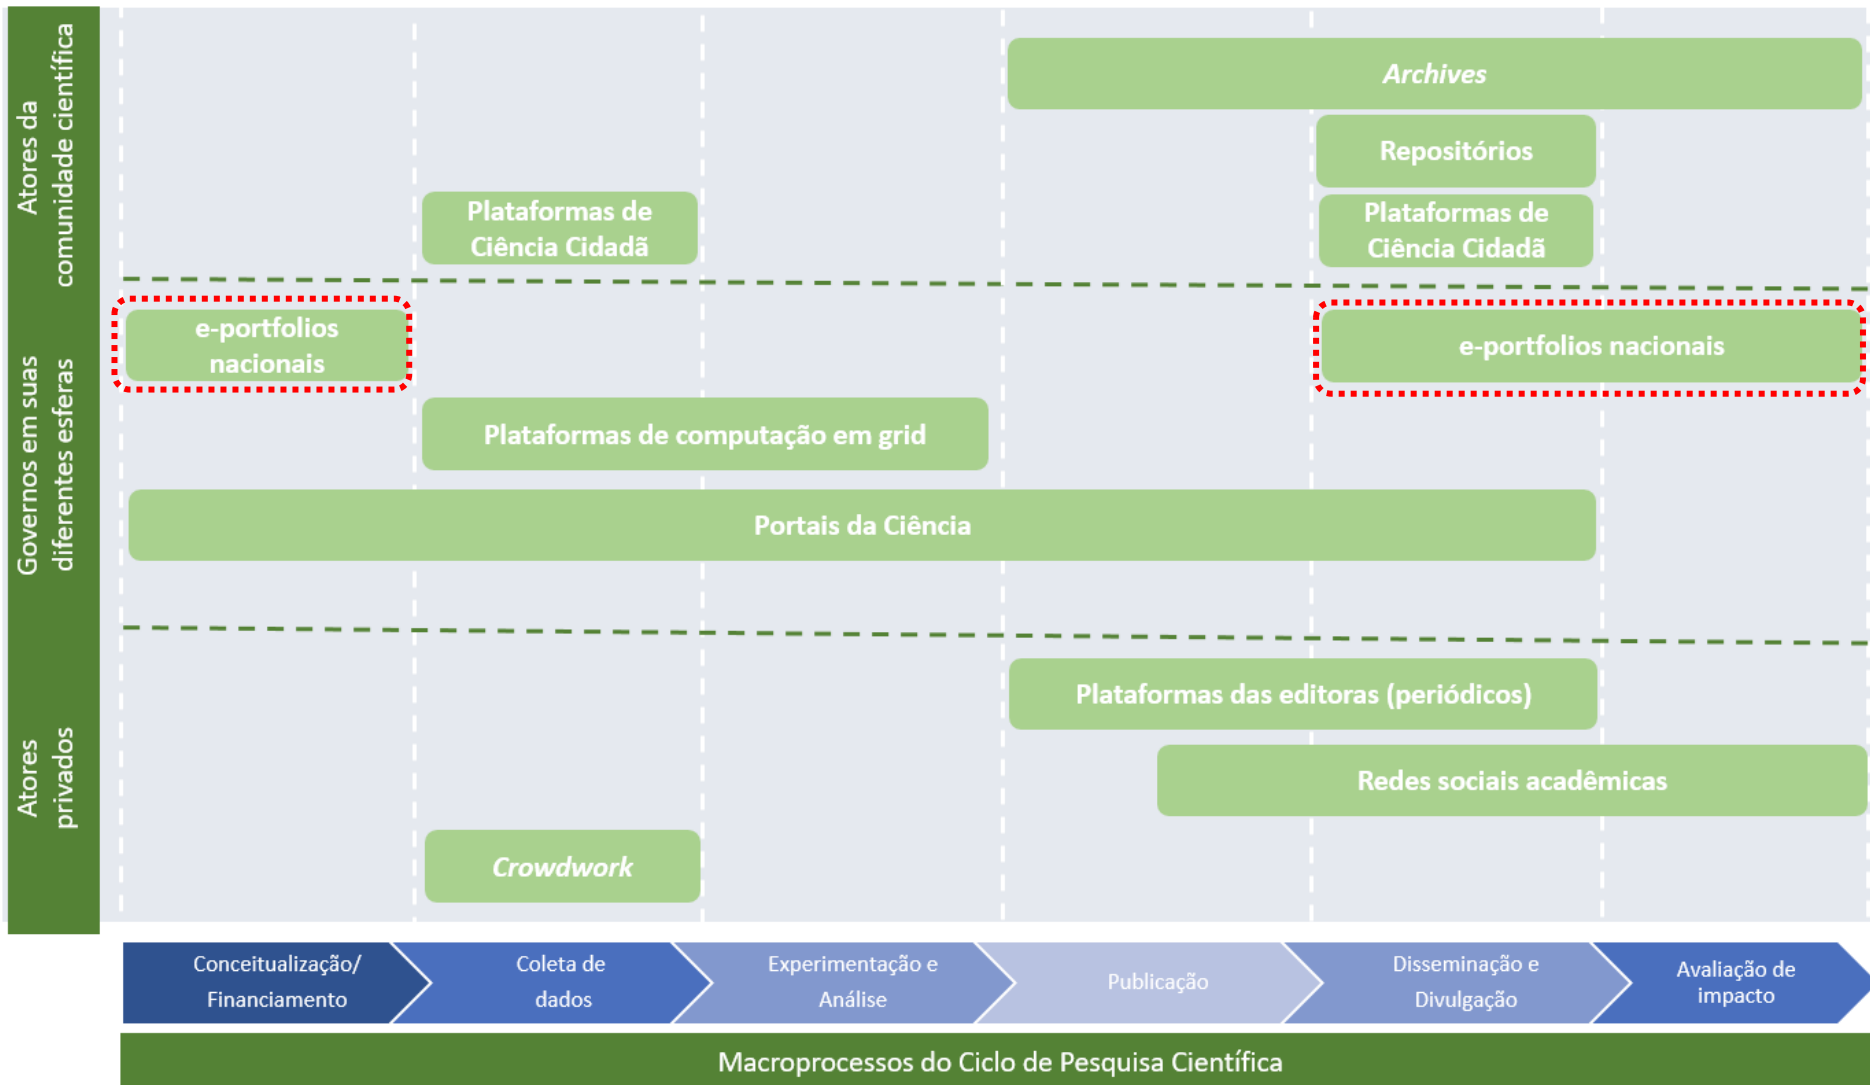 Atores da
comunidade científica
Archives
Repositórios
Plataformas de
Ciência Cidadã
Plataformas de
Ciência Cidadã
Governos em suas
diferentes esferas
e-portfolios
nacionais
e-portfolios nacionais
Plataformas de computação em grid
Portais da Ciência
Atores
privados
Plataformas das editoras (periódicos)
Redes sociais acadêmicas
Crowdwork
Conceitualização/
Financiamento
Coleta de
dados
Experimentação e
Análise
Publicação
Disseminação e
Divulgação
Avaliação de
impacto
Macroprocessos do Ciclo de Pesquisa Científica